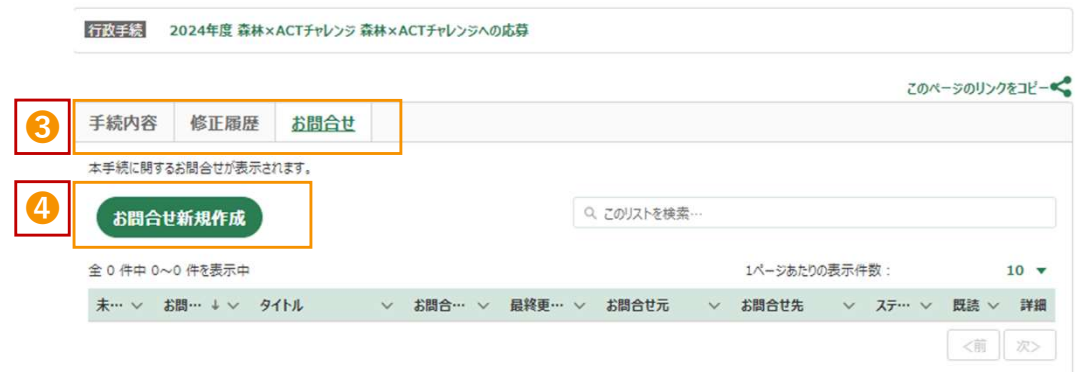 行政手続 2024年度 森林×ACTチャレンジ 森林×ACTチャレンジへの応募
このページのリンクをコピー
❸ 手続内容 修正履歴 お問合せ
本手続に関するお問合せが表示されます。
❹ お問合せ新規作成 このリストを検索…
全 0 件中 0～0 件を表示中 1ページあたりの表示件数： 10
未… お問… ↓ タイトル お問合… 最終更… お問合せ元 お問合せ先 ステ… 既読 詳細
<前 次>